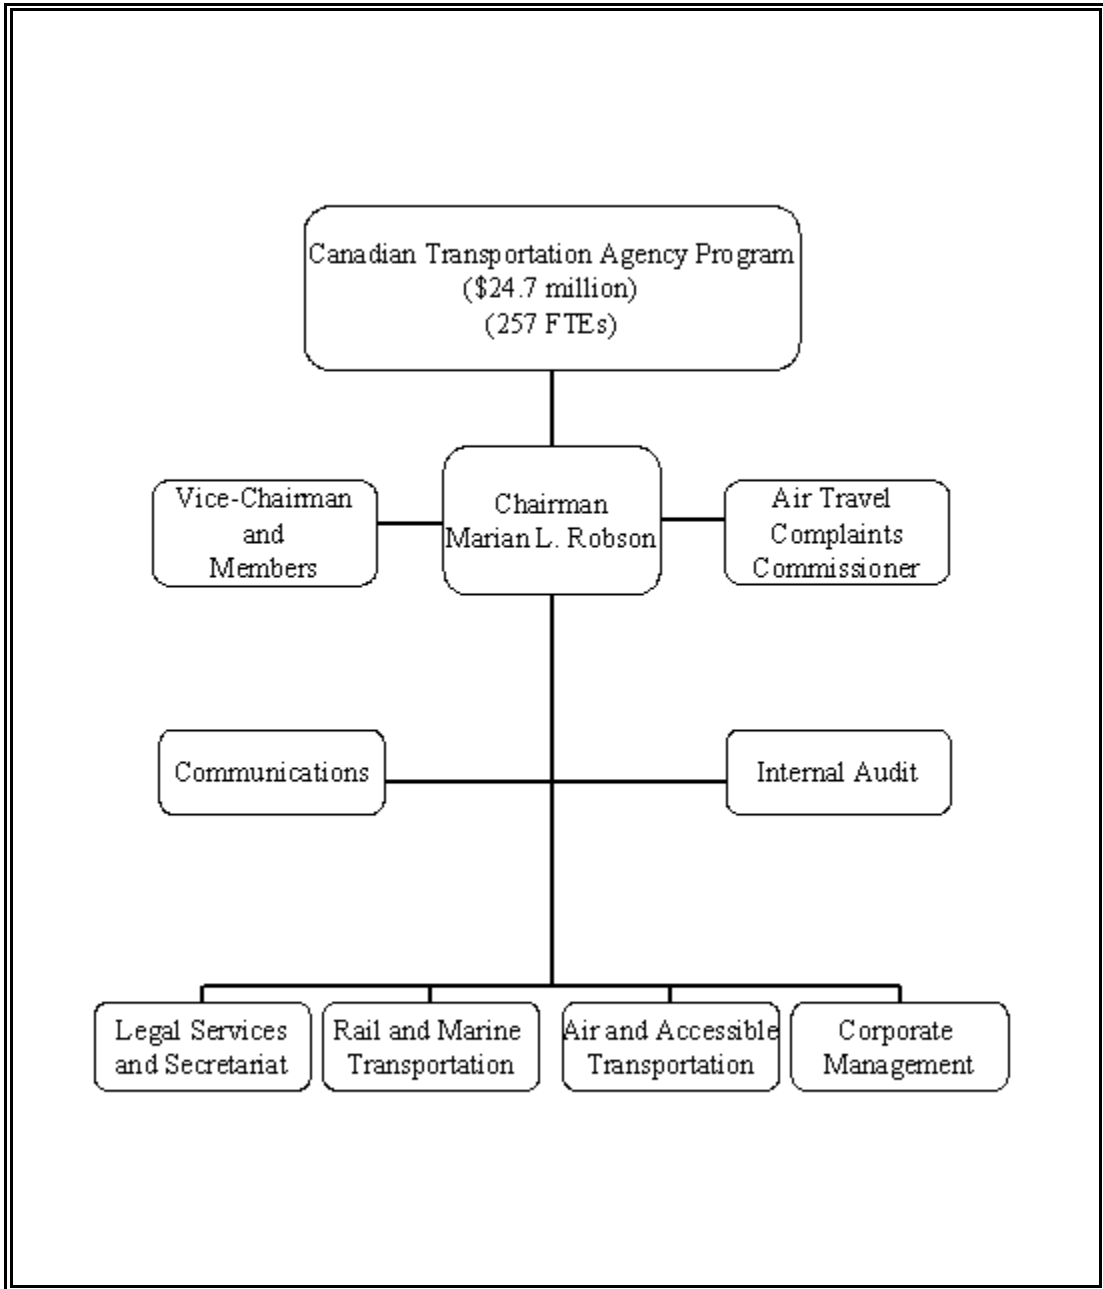 Canadian Transportation Agency Program
($24.7 million)
(257 FTEs)
Vice-Chairman
and
Members
Chairman
Marian L. Robson
Air Travel
Complaints
Commissioner
Communications
Internal Audit
Legal Services
and Secretariat
Rail and Marine
Transportation
Air and Accessible
Transportation
Corporate
Management